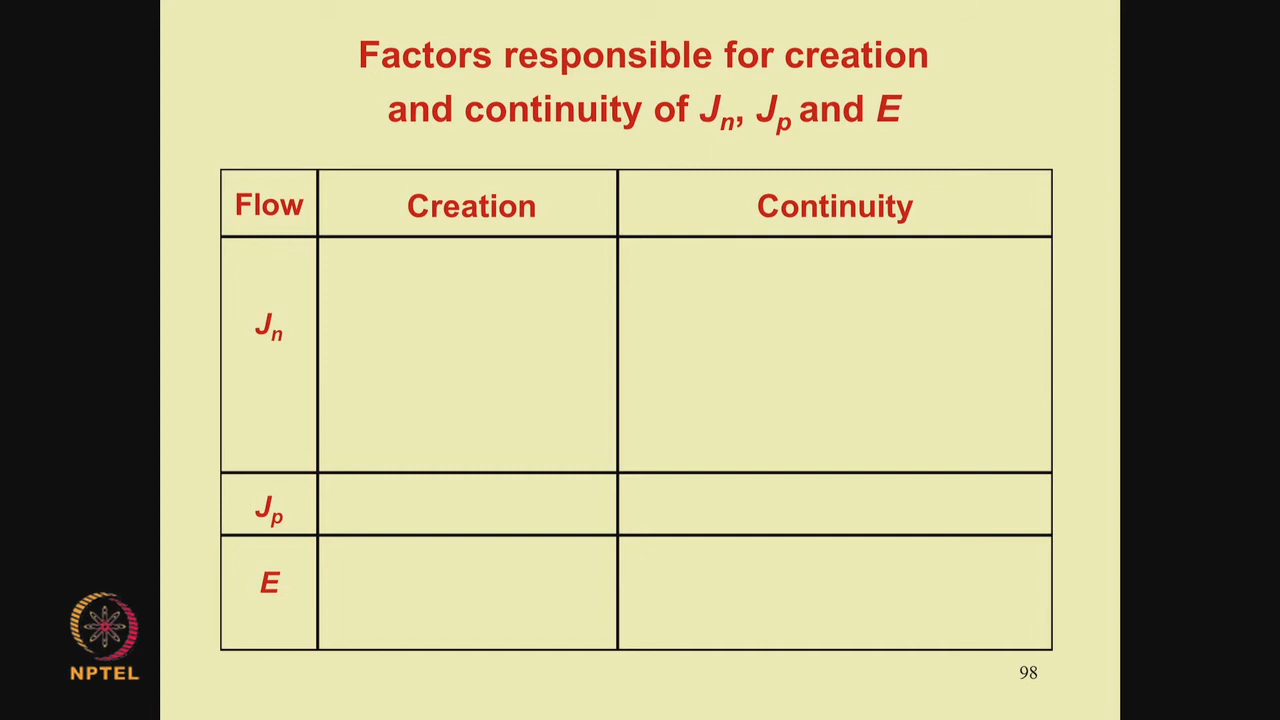 Factors responsible for creation
and continuity of Jn, Jp and E
Flow Creation Continuity
Jn
Jp
E
NPTEL
98